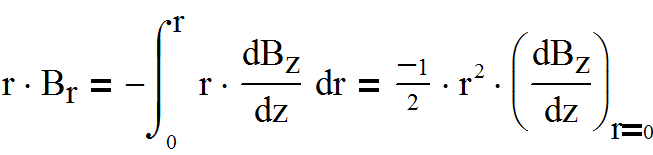 r · B_r = − ∫_0^r r · dB_z/dz dr = −1/2 · r² · (dB_z/dz)_{r=0}